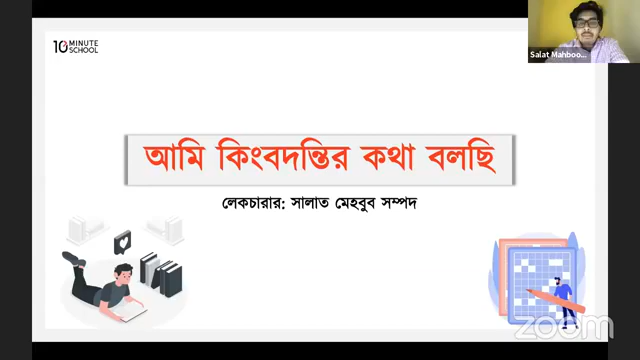 10 MINUTE
SCHOOL
Salat Mahboo...
আমি কিংবদন্তির কথা বলছি
লেকচারার: সালাত মেহবুব সম্পদ
zoom